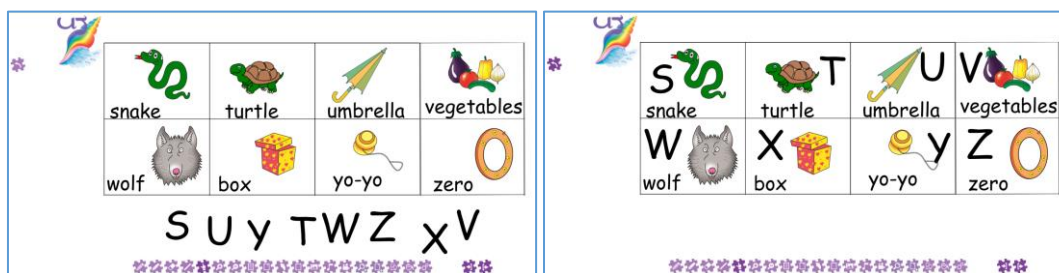 snake turtle umbrella vegetables
wolf box yo-yo zero
S U y T W Z X V
S T U V
snake turtle umbrella vegetables
W X y Z
wolf box yo-yo zero